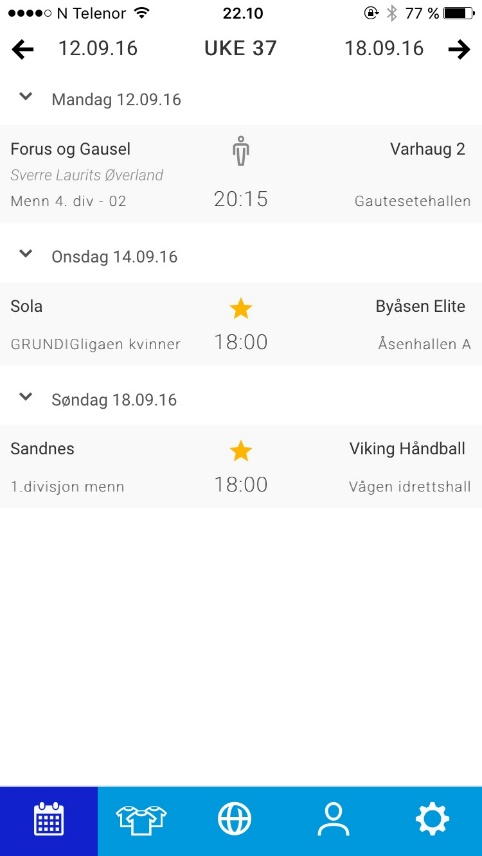 N Telenor 22.10 77 %
12.09.16 UKE 37 18.09.16
Mandag 12.09.16
Forus og Gausel Varhaug 2
Sverre Laurits Øverland
Menn 4. div - 02 20:15 Gautesetehallen
Onsdag 14.09.16
Sola Byåsen Elite
GRUNDIGligaen kvinner 18:00 Åsenhallen A
Søndag 18.09.16
Sandnes Viking Håndball
1.divisjon menn 18:00 Vågen idrettshall